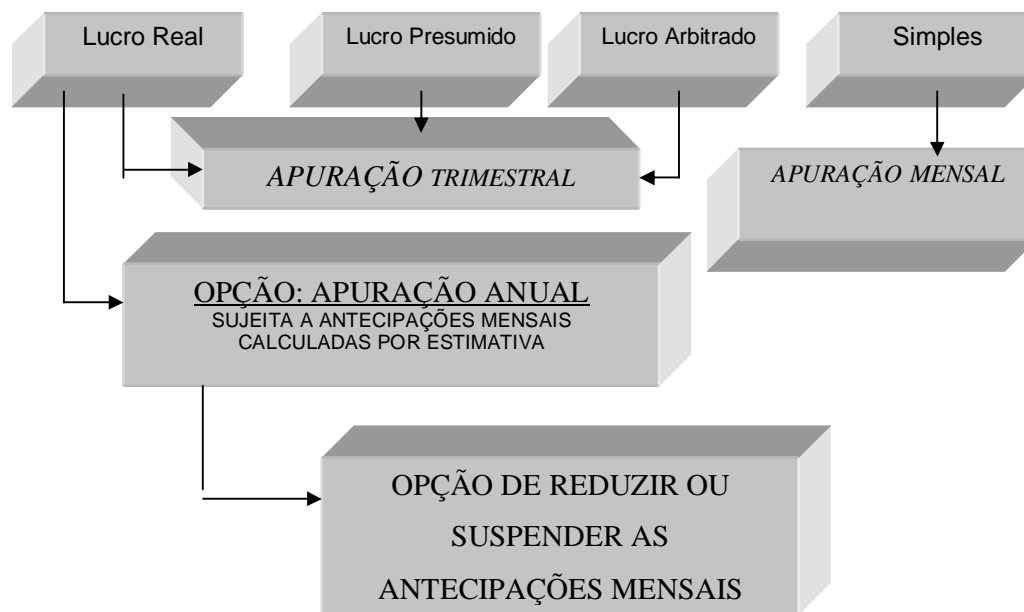 Lucro Real
Lucro Presumido
Lucro Arbitrado
Simples
APURAÇÃO TRIMESTRAL
APURAÇÃO MENSAL
OPÇÃO: APURAÇÃO ANUAL
SUJEITA A ANTECIPAÇÕES MENSAIS
CALCULADAS POR ESTIMATIVA
OPÇÃO DE REDUZIR OU
SUSPENDER AS
ANTECIPAÇÕES MENSAIS